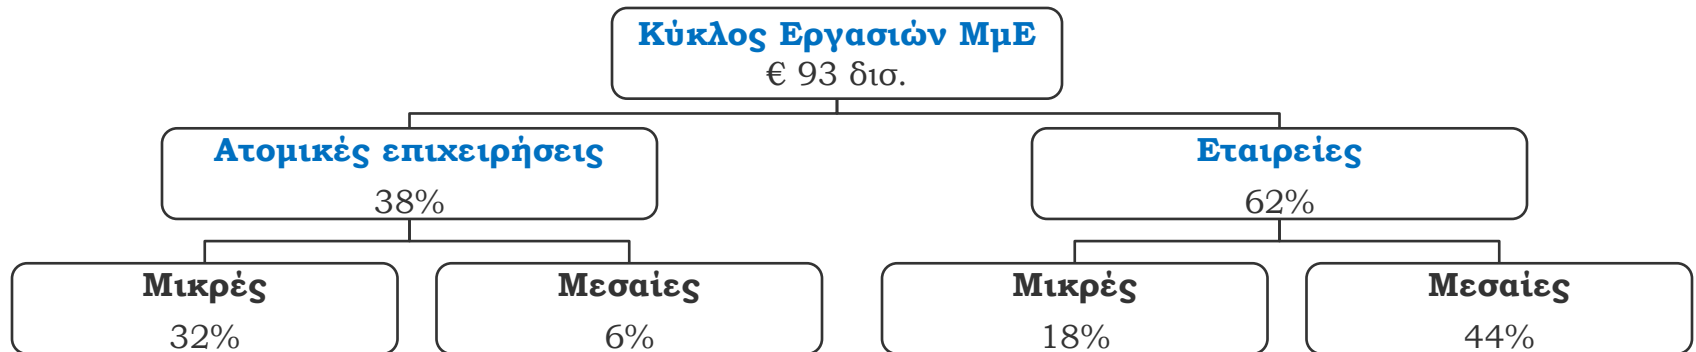 Κύκλος Εργασιών ΜμΕ
€ 93 δισ.
Ατομικές επιχειρήσεις
38%
Εταιρείες
62%
Μικρές
32%
Μεσαίες
6%
Μικρές
18%
Μεσαίες
44%